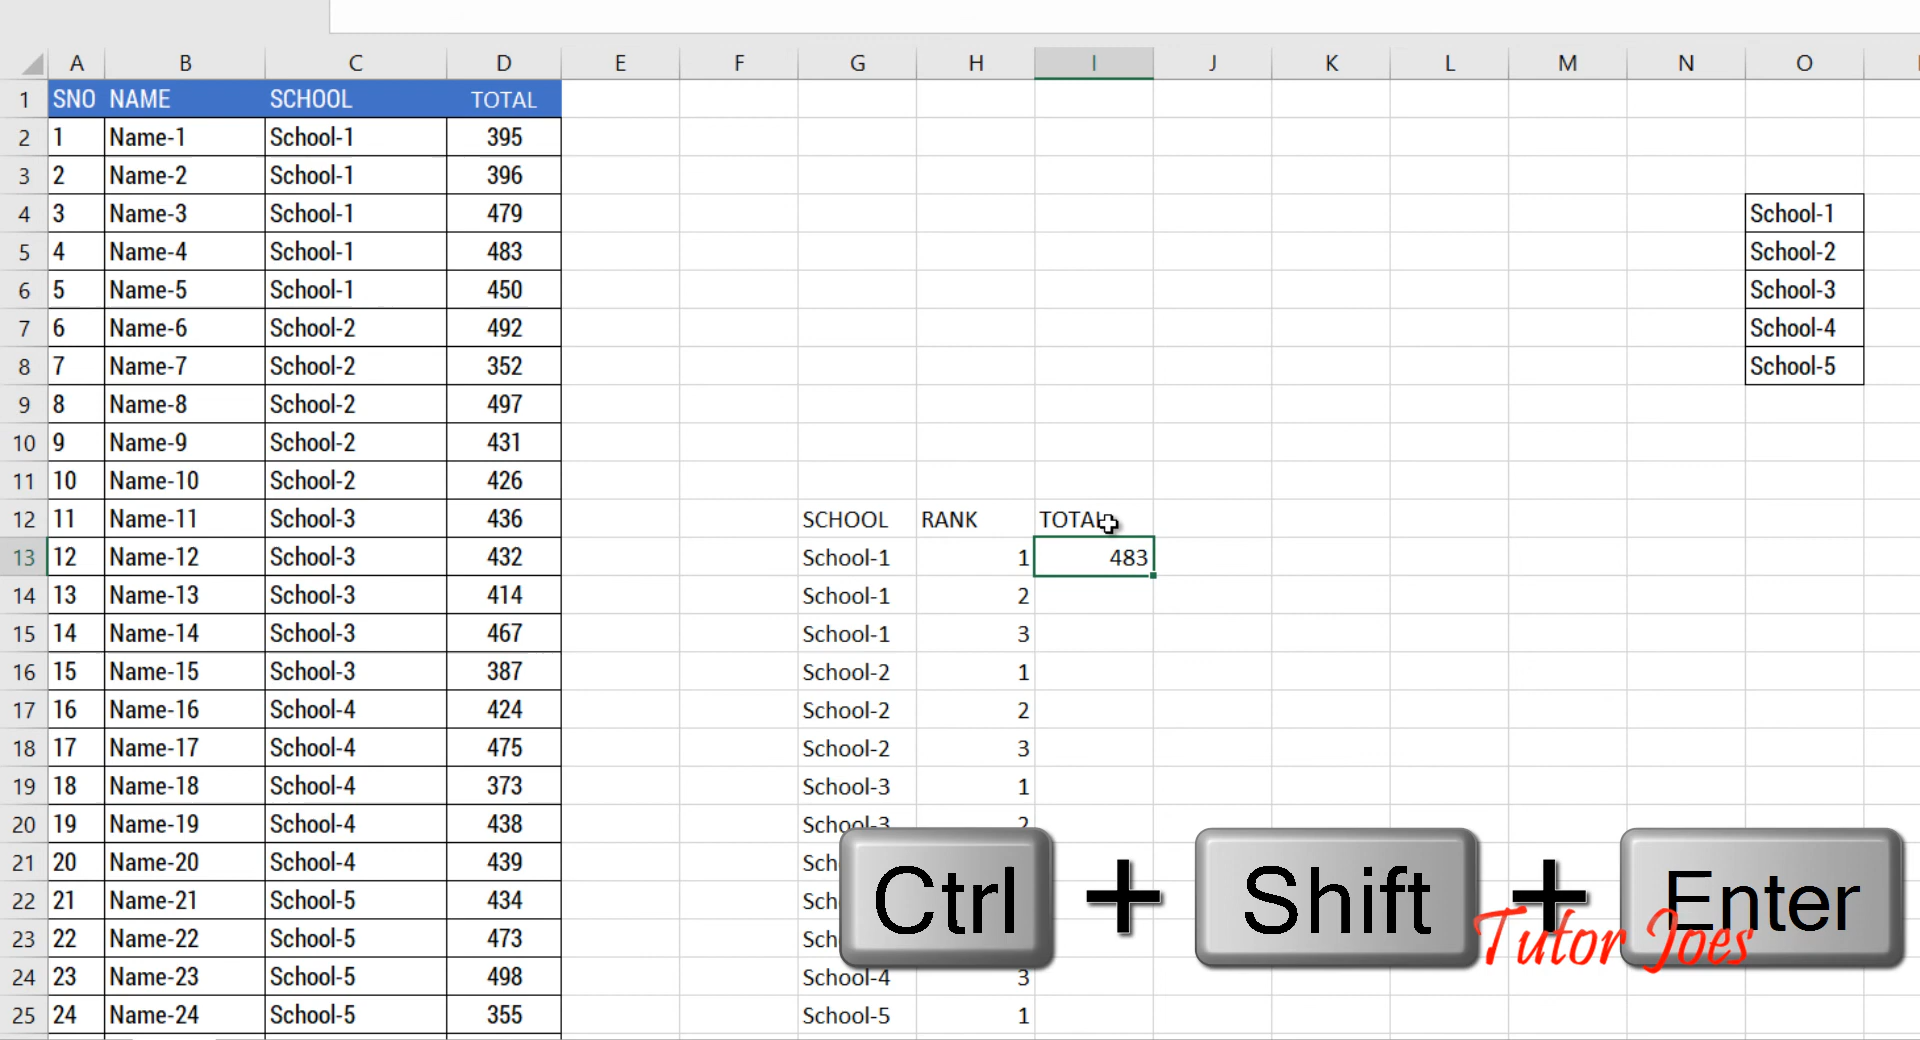 A B C D E F G H I J K L M N O
1 SNO NAME SCHOOL TOTAL
2 1 Name-1 School-1 395
3 2 Name-2 School-1 396
4 3 Name-3 School-1 479 School-1
5 4 Name-4 School-1 483 School-2
6 5 Name-5 School-1 450 School-3
7 6 Name-6 School-2 492 School-4
8 7 Name-7 School-2 352 School-5
9 8 Name-8 School-2 497
10 9 Name-9 School-2 431
11 10 Name-10 School-2 426
12 11 Name-11 School-3 436 SCHOOL RANK TOTAL
13 12 Name-12 School-3 432 School-1 1 483
14 13 Name-13 School-3 414 School-1 2
15 14 Name-14 School-3 467 School-1 3
16 15 Name-15 School-3 387 School-2 1
17 16 Name-16 School-4 424 School-2 2
18 17 Name-17 School-4 475 School-2 3
19 18 Name-18 School-4 373 School-3 1
20 19 Name-19 School-4 438 School-3 2
21 20 Name-20 School-4 439
22 21 Name-21 School-5 434
23 22 Name-22 School-5 473
24 23 Name-23 School-5 498 School-4 3
25 24 Name-24 School-5 355 School-5 1
Ctrl + Shift + Enter
Tutor Joes